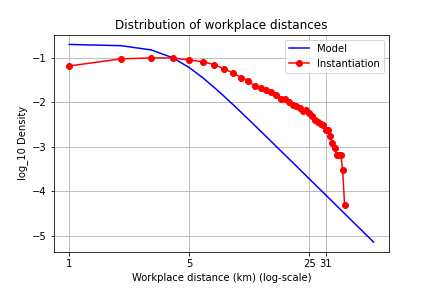 Distribution of workplace distances
Model
Instantiation
log_10 Density
−1
−2
−3
−4
−5
1
5
25
31
Workplace distance (km) (log-scale)